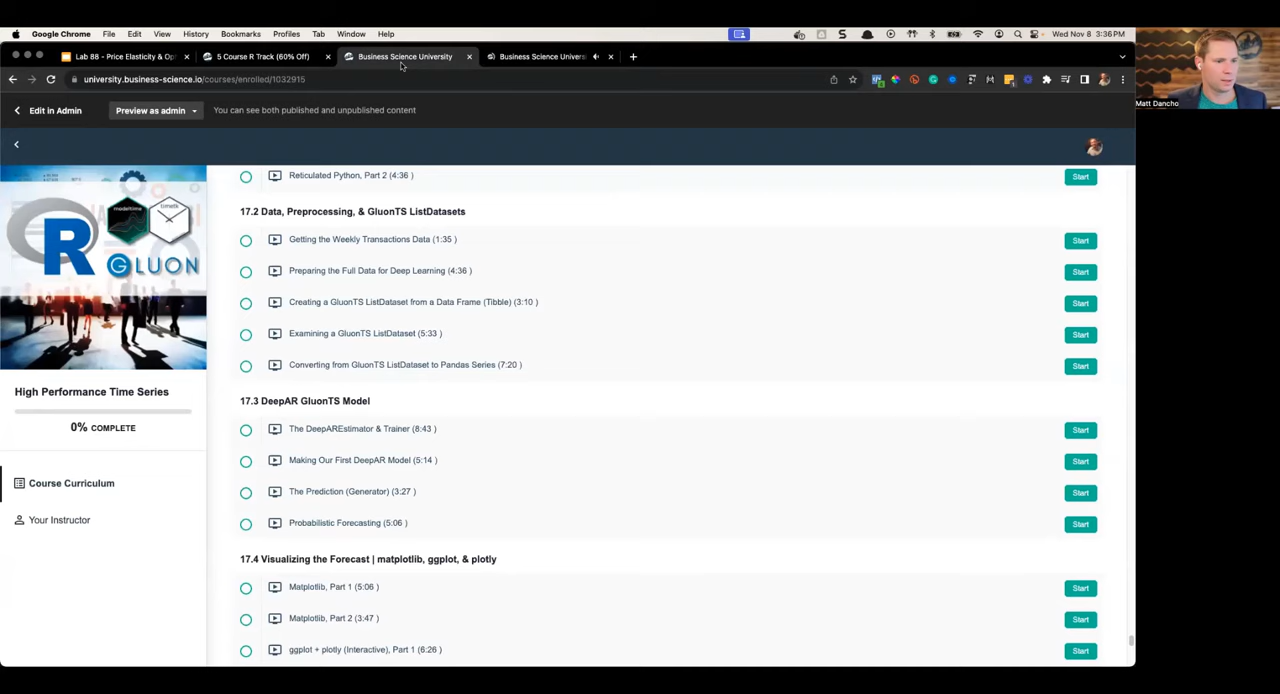 Google Chrome File Edit View History Bookmarks Profiles Tab Window Help Wed Nov 8 3:36 PM
Lab 88 - Price Elasticity & Op 5 Course R Track (60% Off) Business Science University Business Science Univers
university.business-science.io/courses/enrolled/1032915
Matt Dancho
Edit in Admin Preview as admin You can see both published and unpublished content
Reticulated Python, Part 2 (4:36 ) Start
17.2 Data, Preprocessing, & GluonTS ListDatasets
Getting the Weekly Transactions Data (1:35 ) Start
Preparing the Full Data for Deep Learning (4:36 ) Start
Creating a GluonTS ListDataset from a Data Frame (Tibble) (3:10 ) Start
Examining a GluonTS ListDataset (5:33 ) Start
Converting from GluonTS ListDataset to Pandas Series (7:20 ) Start
17.3 DeepAR GluonTS Model
The DeepAREstimator & Trainer (8:43 ) Start
Making Our First DeepAR Model (5:14 ) Start
The Prediction (Generator) (3:27 ) Start
Probabilistic Forecasting (5:06 ) Start
17.4 Visualizing the Forecast | matplotlib, ggplot, & plotly
Matplotlib, Part 1 (5:06 ) Start
Matplotlib, Part 2 (3:47 ) Start
ggplot + plotly (Interactive), Part 1 (6:26 ) Start
modeltime timetk
R
GLUON
High Performance Time Series
0% COMPLETE
Course Curriculum
Your Instructor